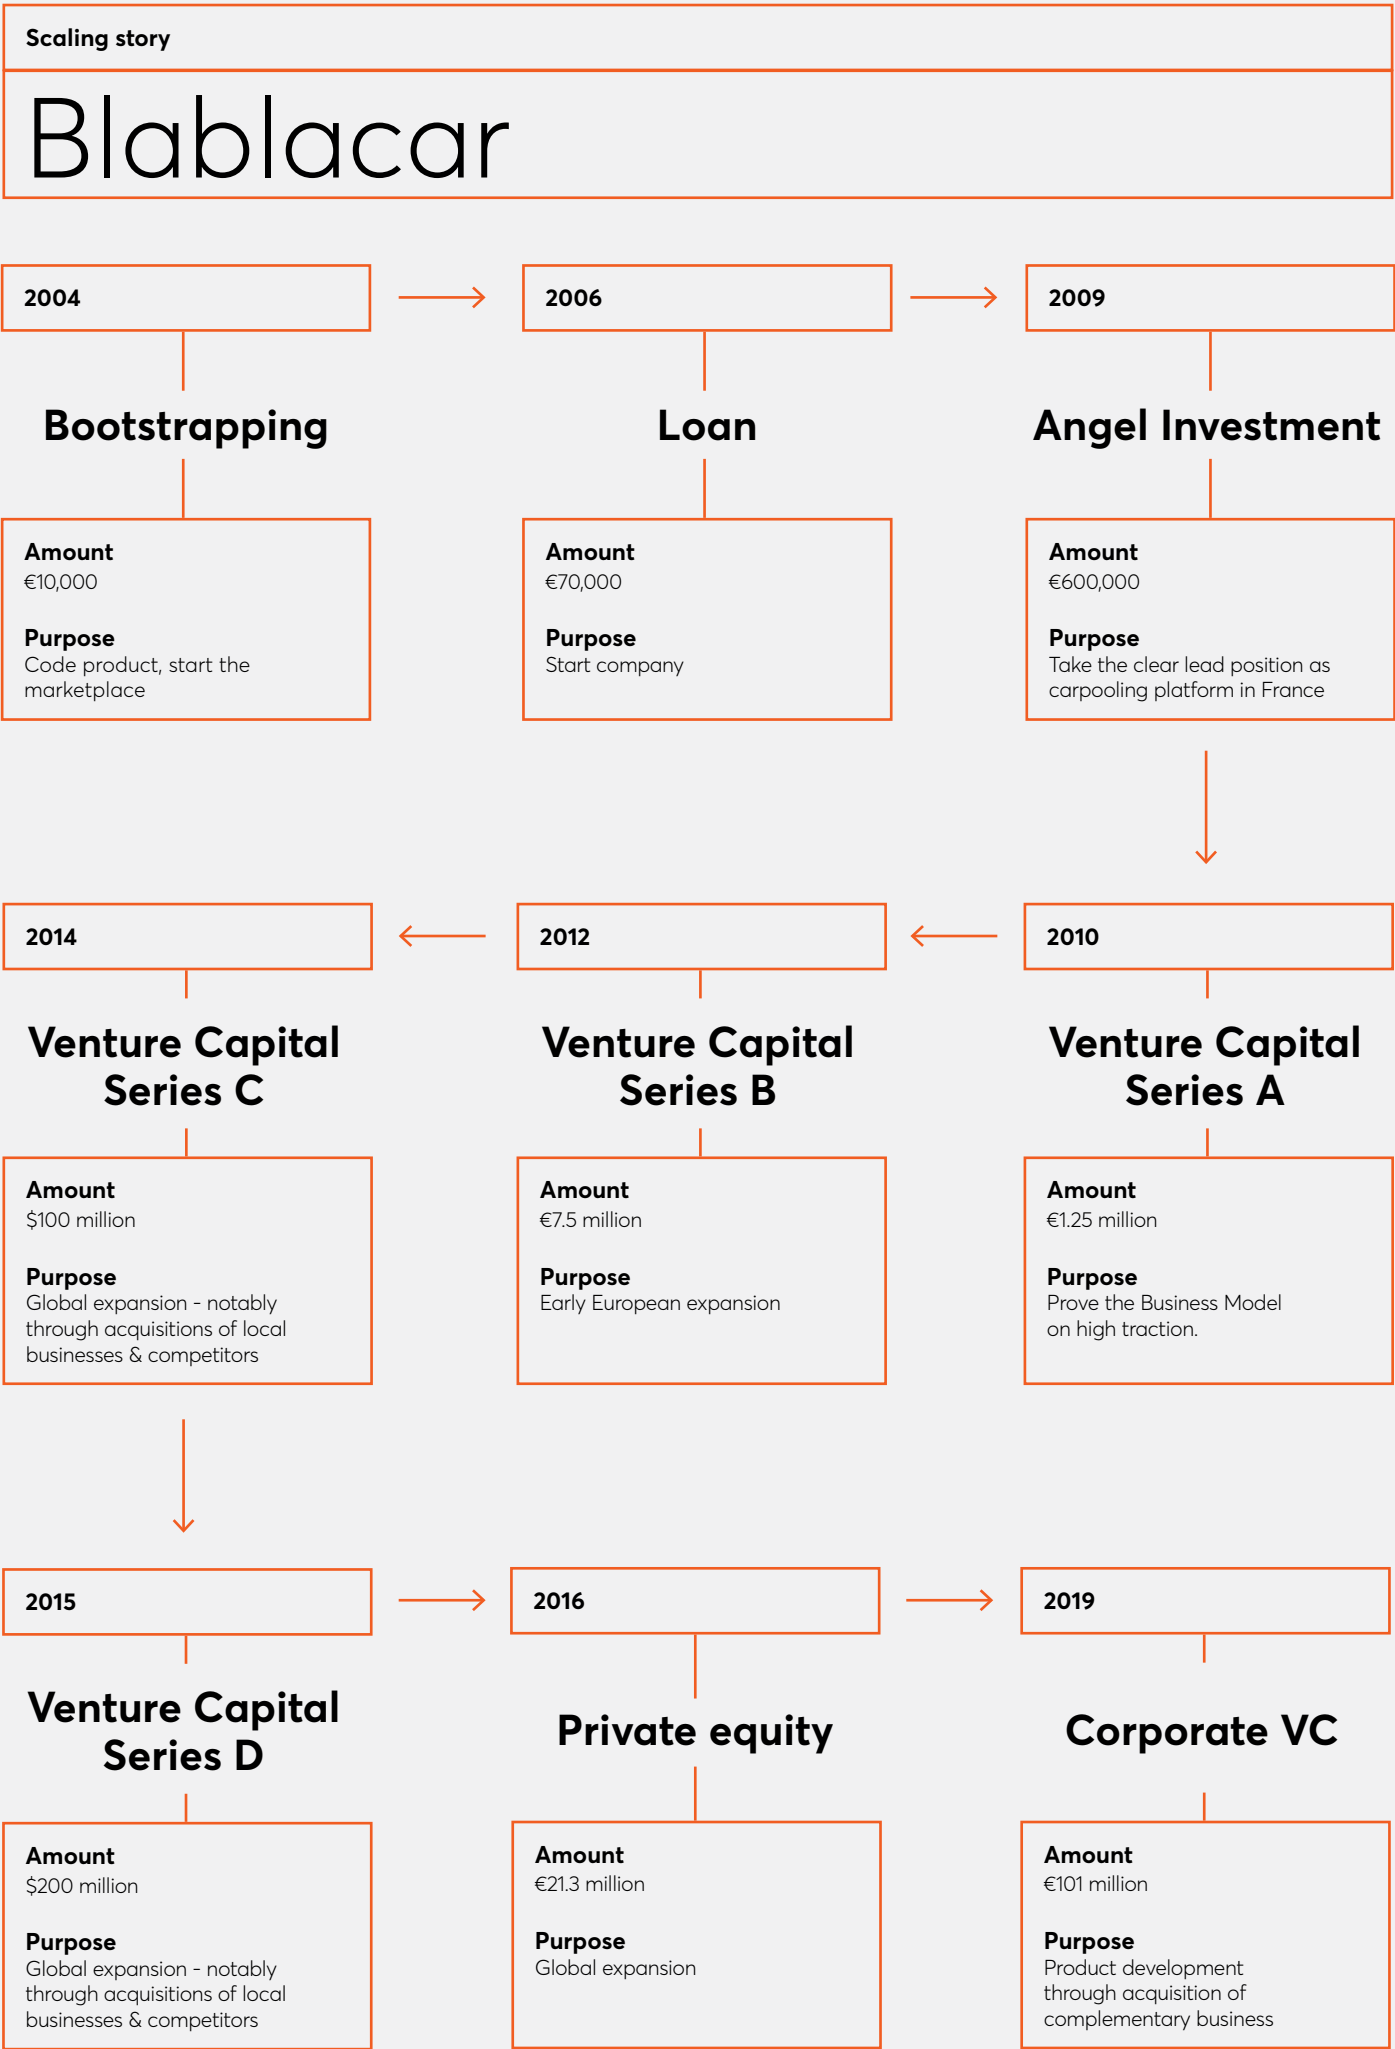 Scaling story
Blablacar
2004
2006
2009
Bootstrapping
Loan
Angel Investment
Amount
€10,000
Purpose
Code product, start the
marketplace
Amount
€70,000
Purpose
Start company
Amount
€600,000
Purpose
Take the clear lead position as
carpooling platform in France
2010
Venture Capital
Series A
Amount
€1.25 million
Purpose
Prove the Business Model
on high traction.
2012
Venture Capital
Series B
Amount
€7.5 million
Purpose
Early European expansion
2014
Venture Capital
Series C
Amount
$100 million
Purpose
Global expansion - notably
through acquisitions of local
businesses & competitors
2015
Venture Capital
Series D
Amount
$200 million
Purpose
Global expansion - notably
through acquisitions of local
businesses & competitors
2016
Private equity
Amount
€21.3 million
Purpose
Global expansion
2019
Corporate VC
Amount
€101 million
Purpose
Product development
through acquisition of
complementary business